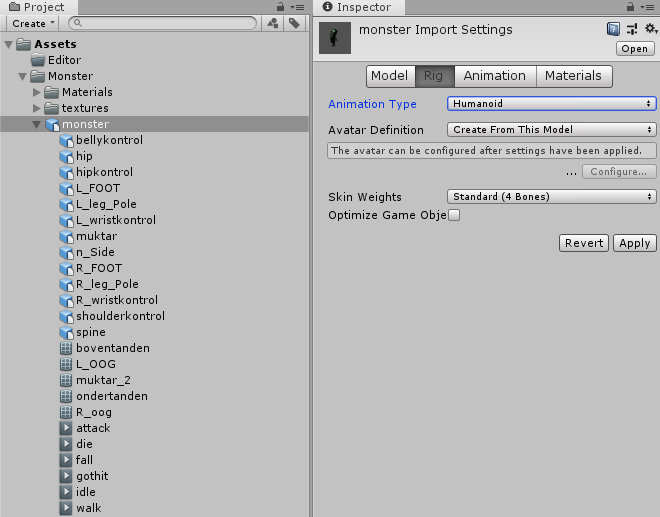 Project
Create
Assets
Editor
Monster
Materials
textures
monster
bellykontrol
hip
hipkontrol
L_FOOT
L_leg_Pole
L_wristkontrol
muktar
n_Side
R_FOOT
R_leg_Pole
R_wristkontrol
shoulderkontrol
spine
boventanden
L_OOG
muktar_2
ondertanden
R_oog
attack
die
fall
gothit
idle
walk
Inspector
monster Import Settings
Open
Model Rig Animation Materials
Animation Type Humanoid
Avatar Definition Create From This Model
The avatar can be configured after settings have been applied.
... Configure...
Skin Weights Standard (4 Bones)
Optimize Game Obje
Revert Apply